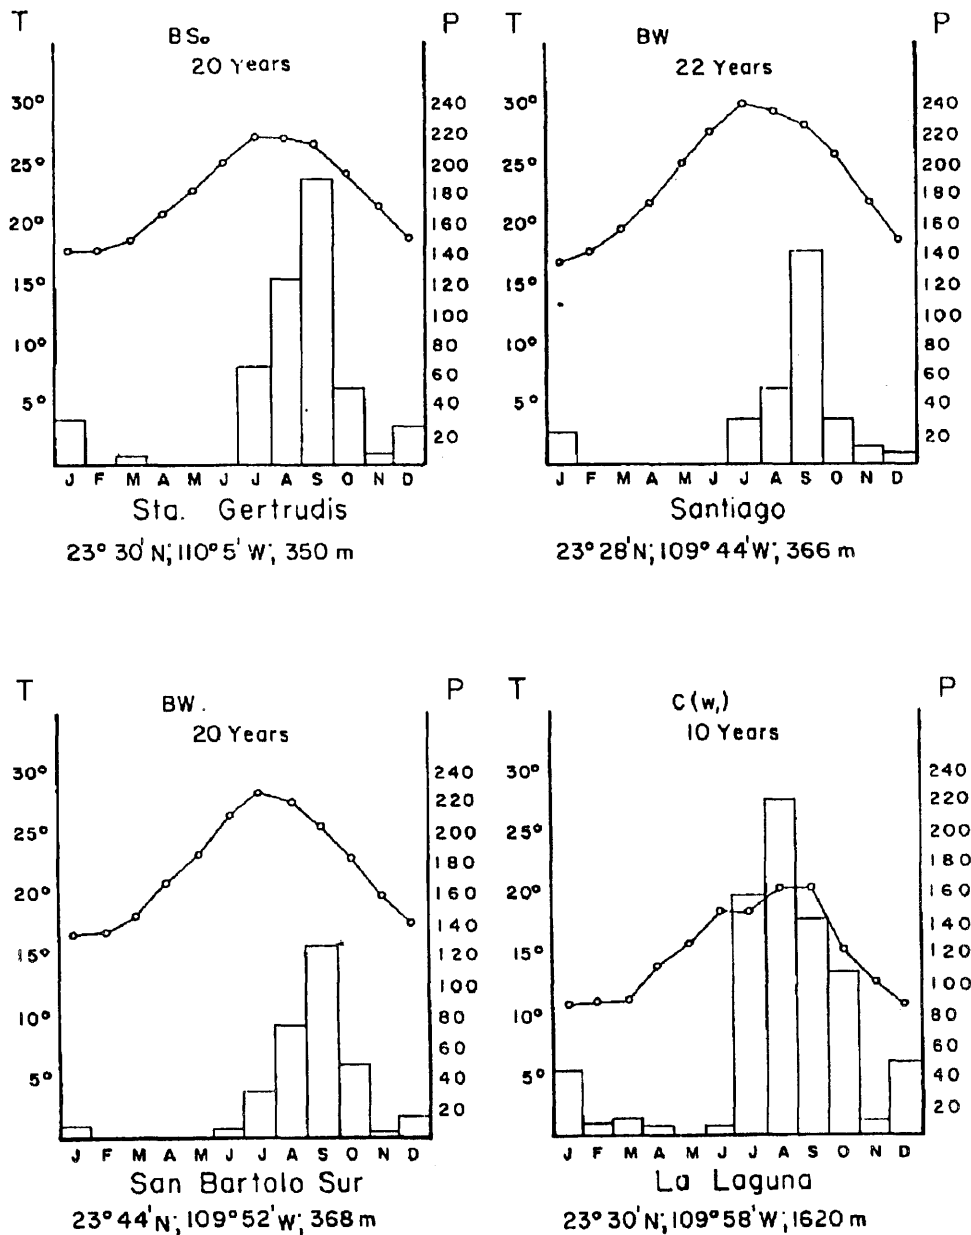 T P
BS₀
20 Years
30° 240
220
25° 200
180
20° 160
140
15° 120
100
10° 80
60
5° 40
20
J F M A M J J A S O N D
Sta. Gertrudis
23° 30' N; 110° 5' W; 350 m
T P
BW
22 Years
30° 240
220
25° 200
180
20° 160
140
15° 120
100
10° 80
60
5° 40
20
J F M A M J J A S O N D
Santiago
23° 28' N; 109° 44' W; 366 m
T P
BW.
20 Years
30° 240
220
25° 200
180
20° 160
140
15° 120
100
10° 80
60
5° 40
20
J F M A M J J A S O N D
San Bartolo Sur
23° 44' N; 109° 52' W; 368 m
T P
C(w₁)
10 Years
30° 240
220
25° 200
180
20° 160
140
15° 120
100
10° 80
60
5° 40
20
J F M A M J J A S O N D
La Laguna
23° 30' N; 109° 58' W; 1620 m